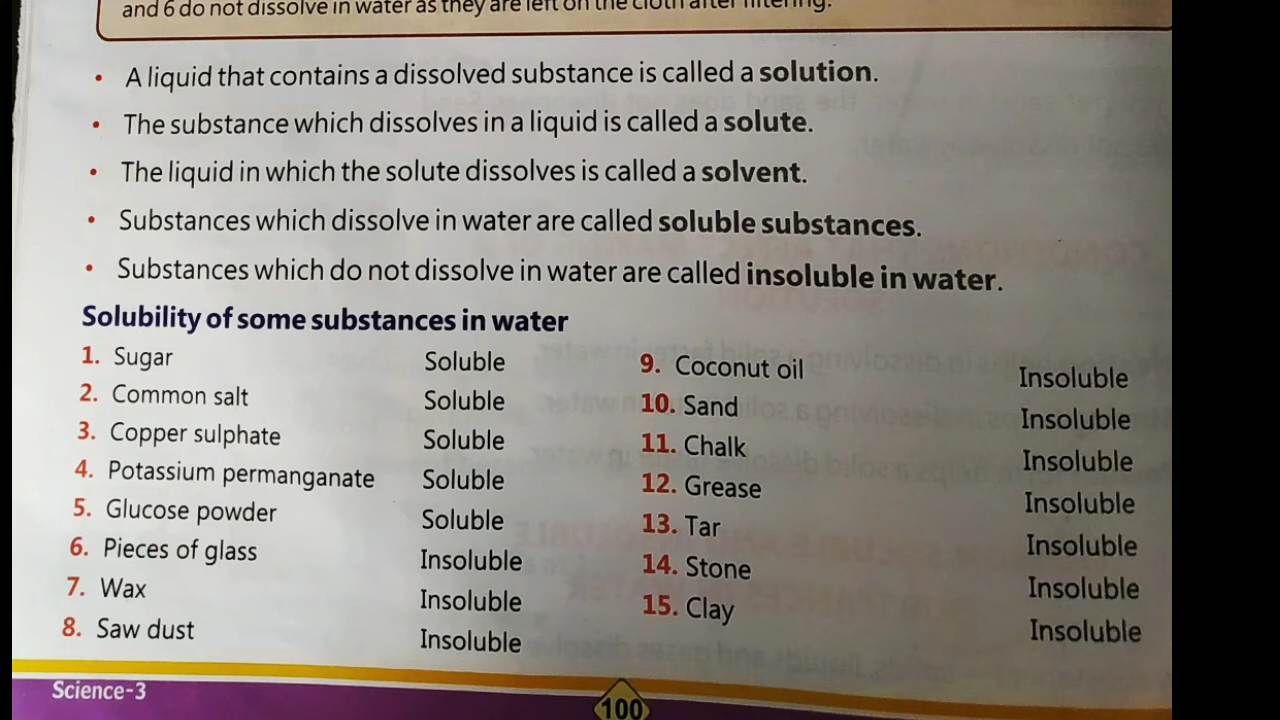 and 6 do not dissolve in water as they are left on the cloth after filtering.
• A liquid that contains a dissolved substance is called a solution.
• The substance which dissolves in a liquid is called a solute.
• The liquid in which the solute dissolves is called a solvent.
• Substances which dissolve in water are called soluble substances.
• Substances which do not dissolve in water are called insoluble in water.
Solubility of some substances in water
1. Sugar Soluble
2. Common salt Soluble
3. Copper sulphate Soluble
4. Potassium permanganate Soluble
5. Glucose powder Soluble
6. Pieces of glass Insoluble
7. Wax Insoluble
8. Saw dust Insoluble
9. Coconut oil Insoluble
10. Sand Insoluble
11. Chalk Insoluble
12. Grease Insoluble
13. Tar Insoluble
14. Stone Insoluble
15. Clay Insoluble
Science-3
100